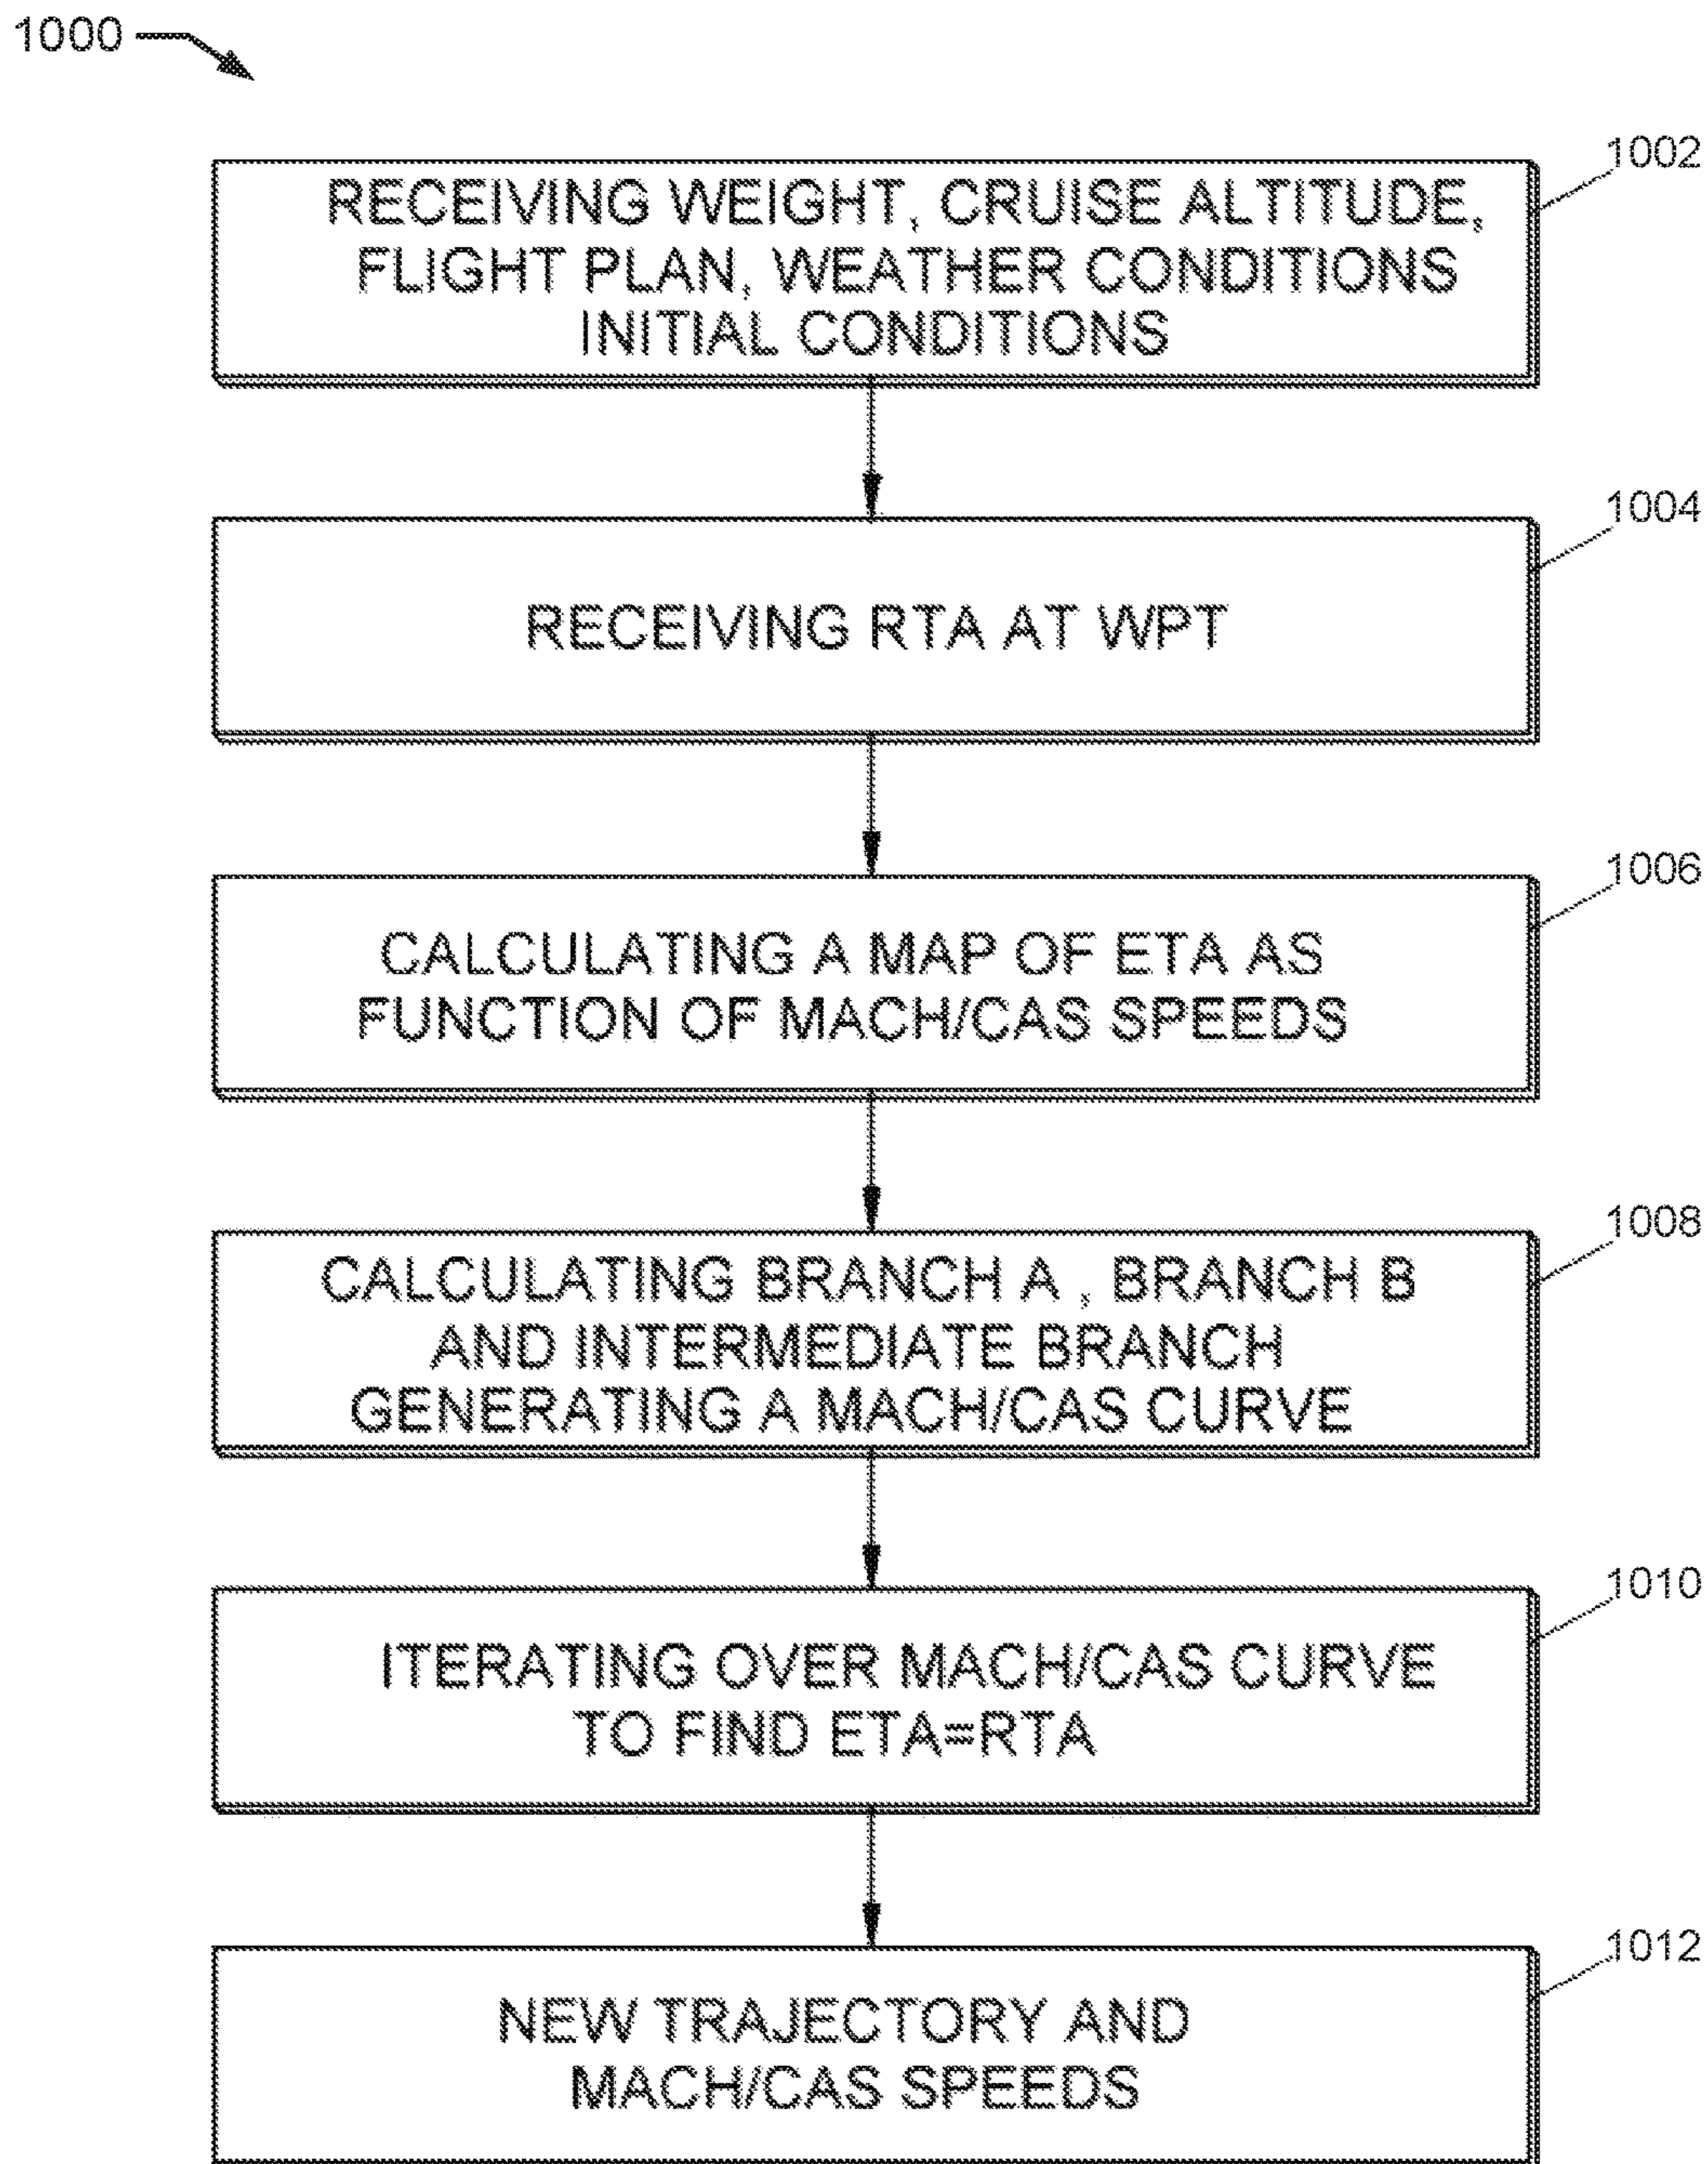 1000
1002
RECEIVING WEIGHT, CRUISE ALTITUDE,
FLIGHT PLAN, WEATHER CONDITIONS
INITIAL CONDITIONS
1004
RECEIVING RTA AT WPT
1006
CALCULATING A MAP OF ETA AS
FUNCTION OF MACH/CAS SPEEDS
1008
CALCULATING BRANCH A , BRANCH B
AND INTERMEDIATE BRANCH
GENERATING A MACH/CAS CURVE
1010
ITERATING OVER MACH/CAS CURVE
TO FIND ETA=RTA
1012
NEW TRAJECTORY AND
MACH/CAS SPEEDS